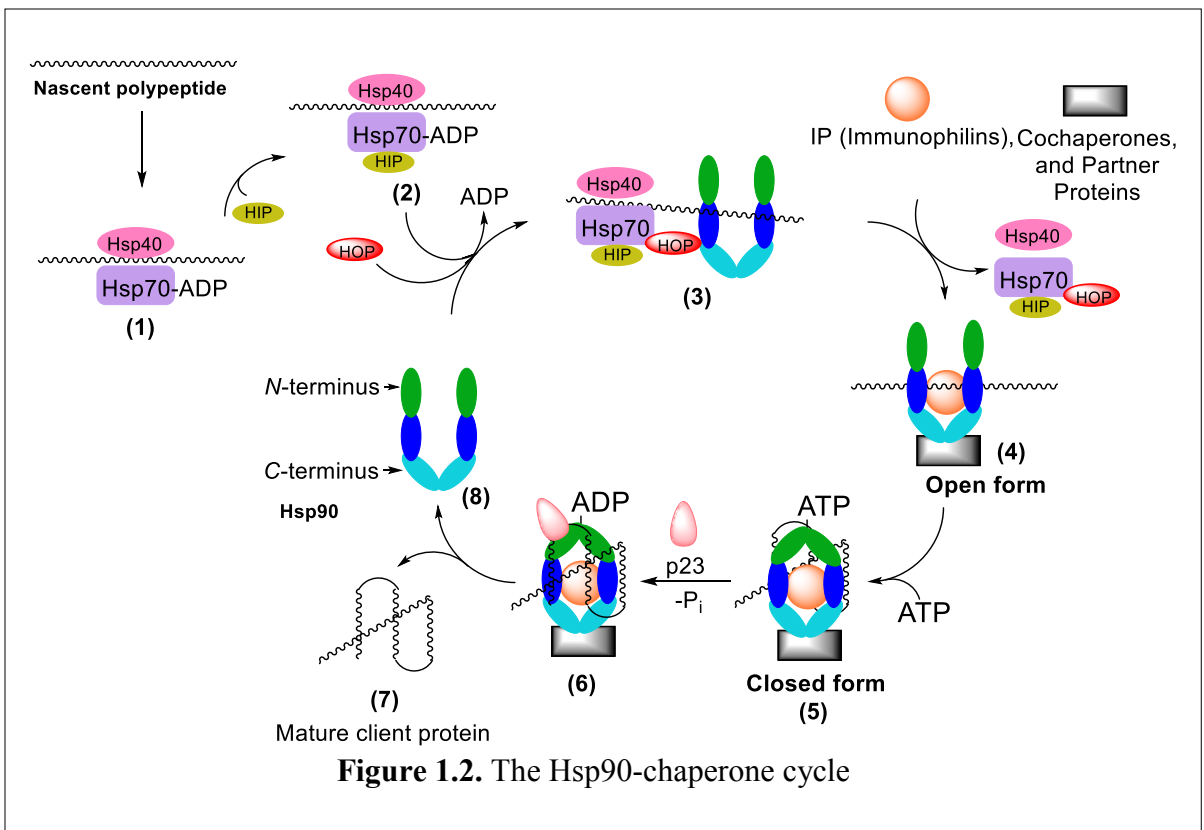 Nascent polypeptide
Hsp40
Hsp70-ADP
HIP
(1)
HIP
Hsp40
Hsp70-ADP
HIP
(2)
HOP
ADP
Hsp40
Hsp70
HIP
HOP
(3)
IP (Immunophilins),
Cochaperones,
and Partner
Proteins
Hsp40
Hsp70
HIP
HOP
(4)
Open form
ATP
ATP
Closed form
(5)
p23
-Pi
ADP
(6)
(7)
Mature client protein
N-terminus
C-terminus
Hsp90
(8)
Figure 1.2. The Hsp90-chaperone cycle